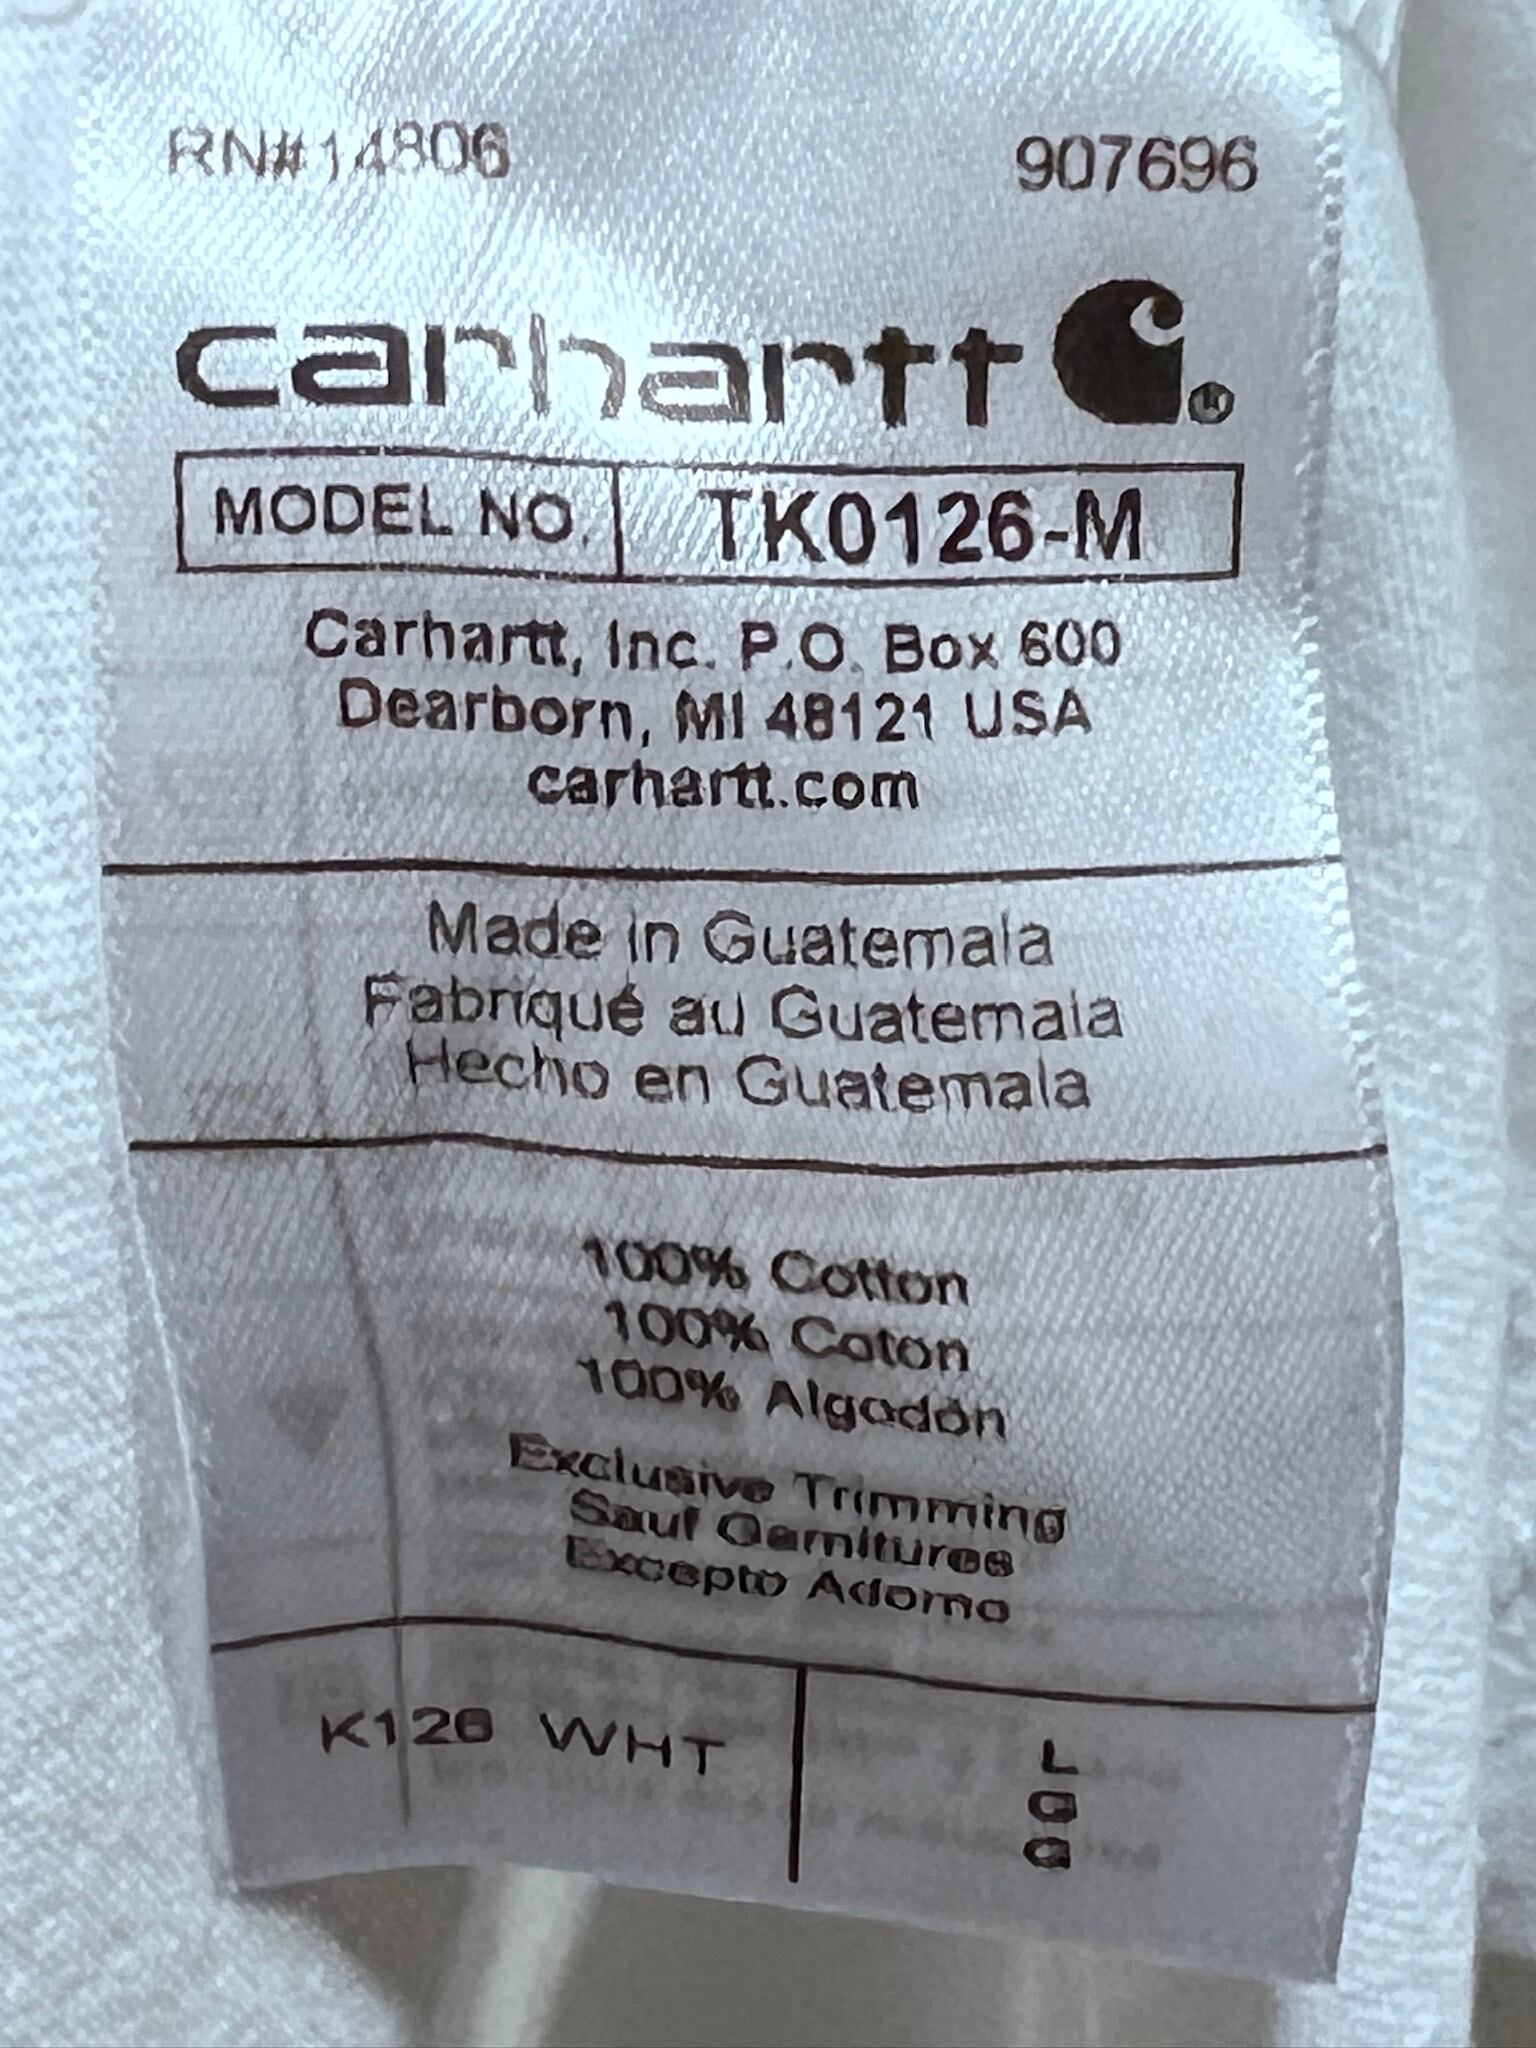 RN#14806 907696
carhartt
MODEL NO. TK0126-M
Carhartt, Inc. P.O. Box 600
Dearborn, MI 48121 USA
carhartt.com
Made in Guatemala
Fabriqué au Guatemala
Hecho en Guatemala
100% Cotton
100% Coton
100% Algodón
Exclusive Trimming
Sauf Garnitures
Excepto Adorno
K126 WHT
L
G
G